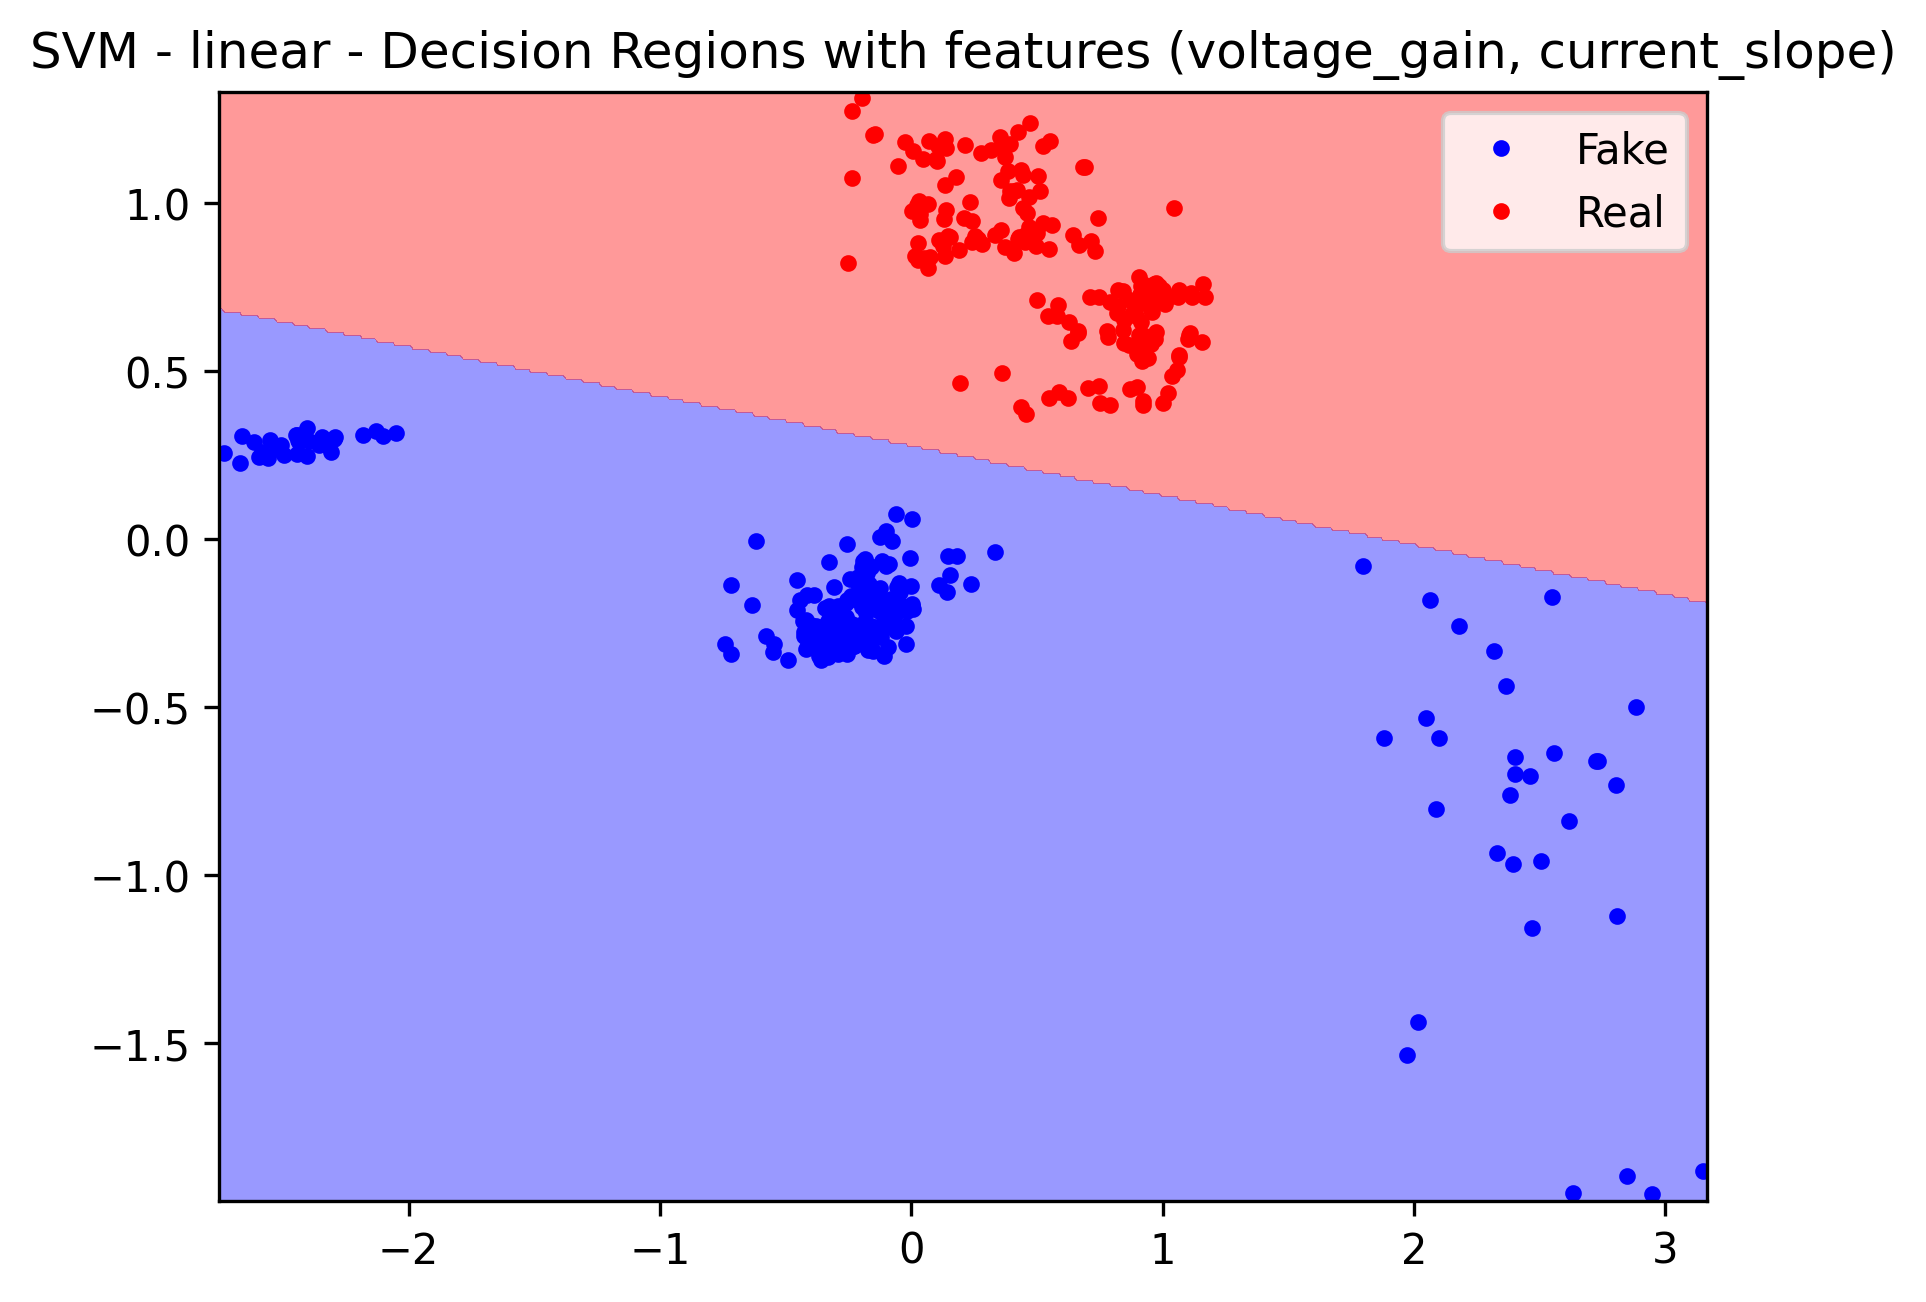 SVM - linear - Decision Regions with features (voltage_gain, current_slope)
Fake
Real
1.0
0.5
0.0
−0.5
−1.0
−1.5
−2 −1 0 1 2 3